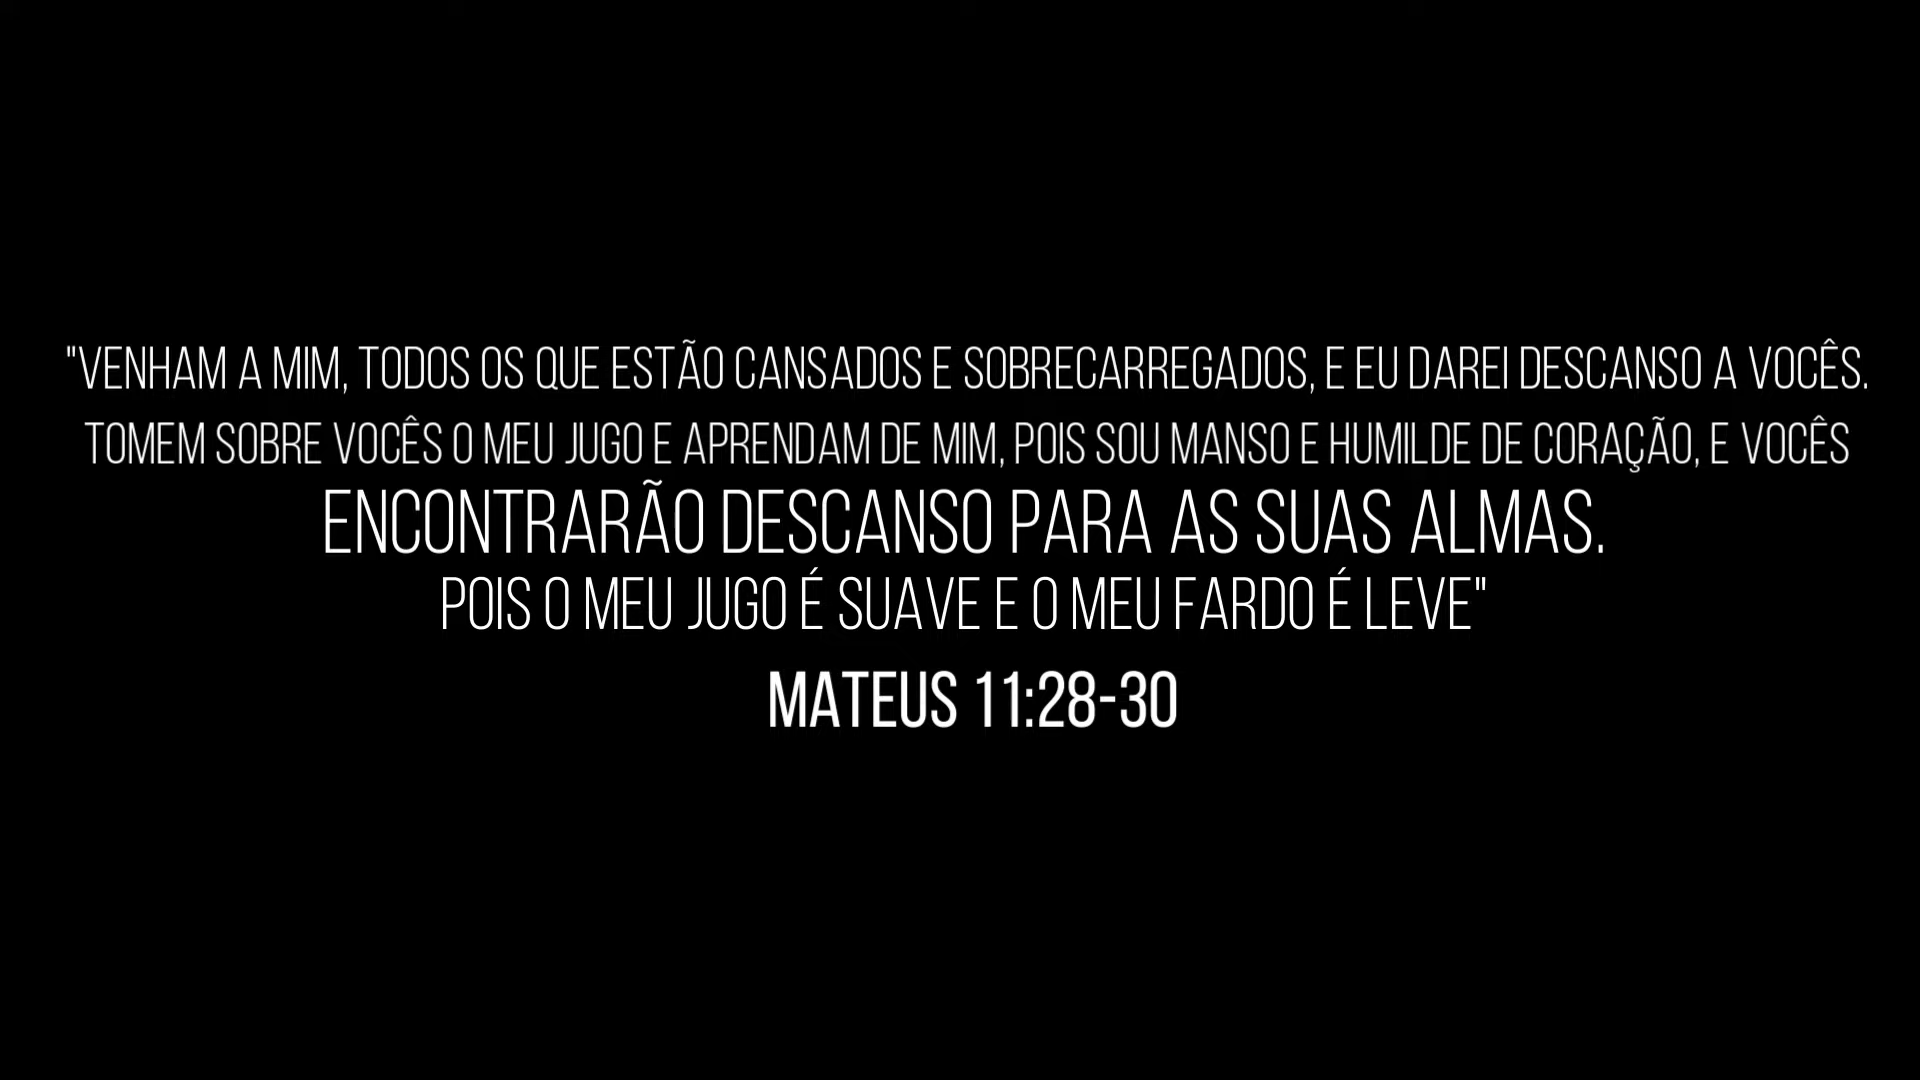 "VENHAM A MIM, TODOS OS QUE ESTÃO CANSADOS E SOBRECARREGADOS, E EU DAREI DESCANSO A VOCÊS.
TOMEM SOBRE VOCÊS O MEU JUGO E APRENDAM DE MIM, POIS SOU MANSO E HUMILDE DE CORAÇÃO, E VOCÊS
ENCONTRARÃO DESCANSO PARA AS SUAS ALMAS.
POIS O MEU JUGO É SUAVE E O MEU FARDO É LEVE"
MATEUS 11:28-30